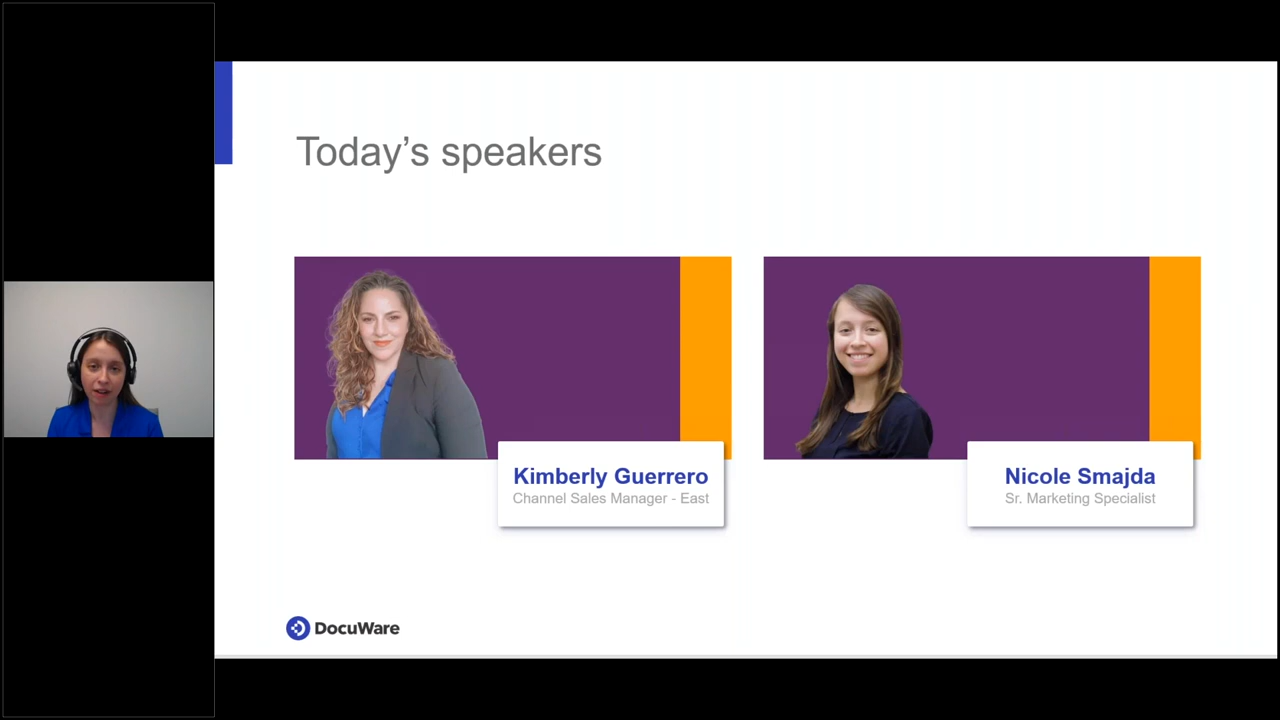 Today’s speakers
Kimberly Guerrero
Channel Sales Manager - East
Nicole Smajda
Sr. Marketing Specialist
DocuWare